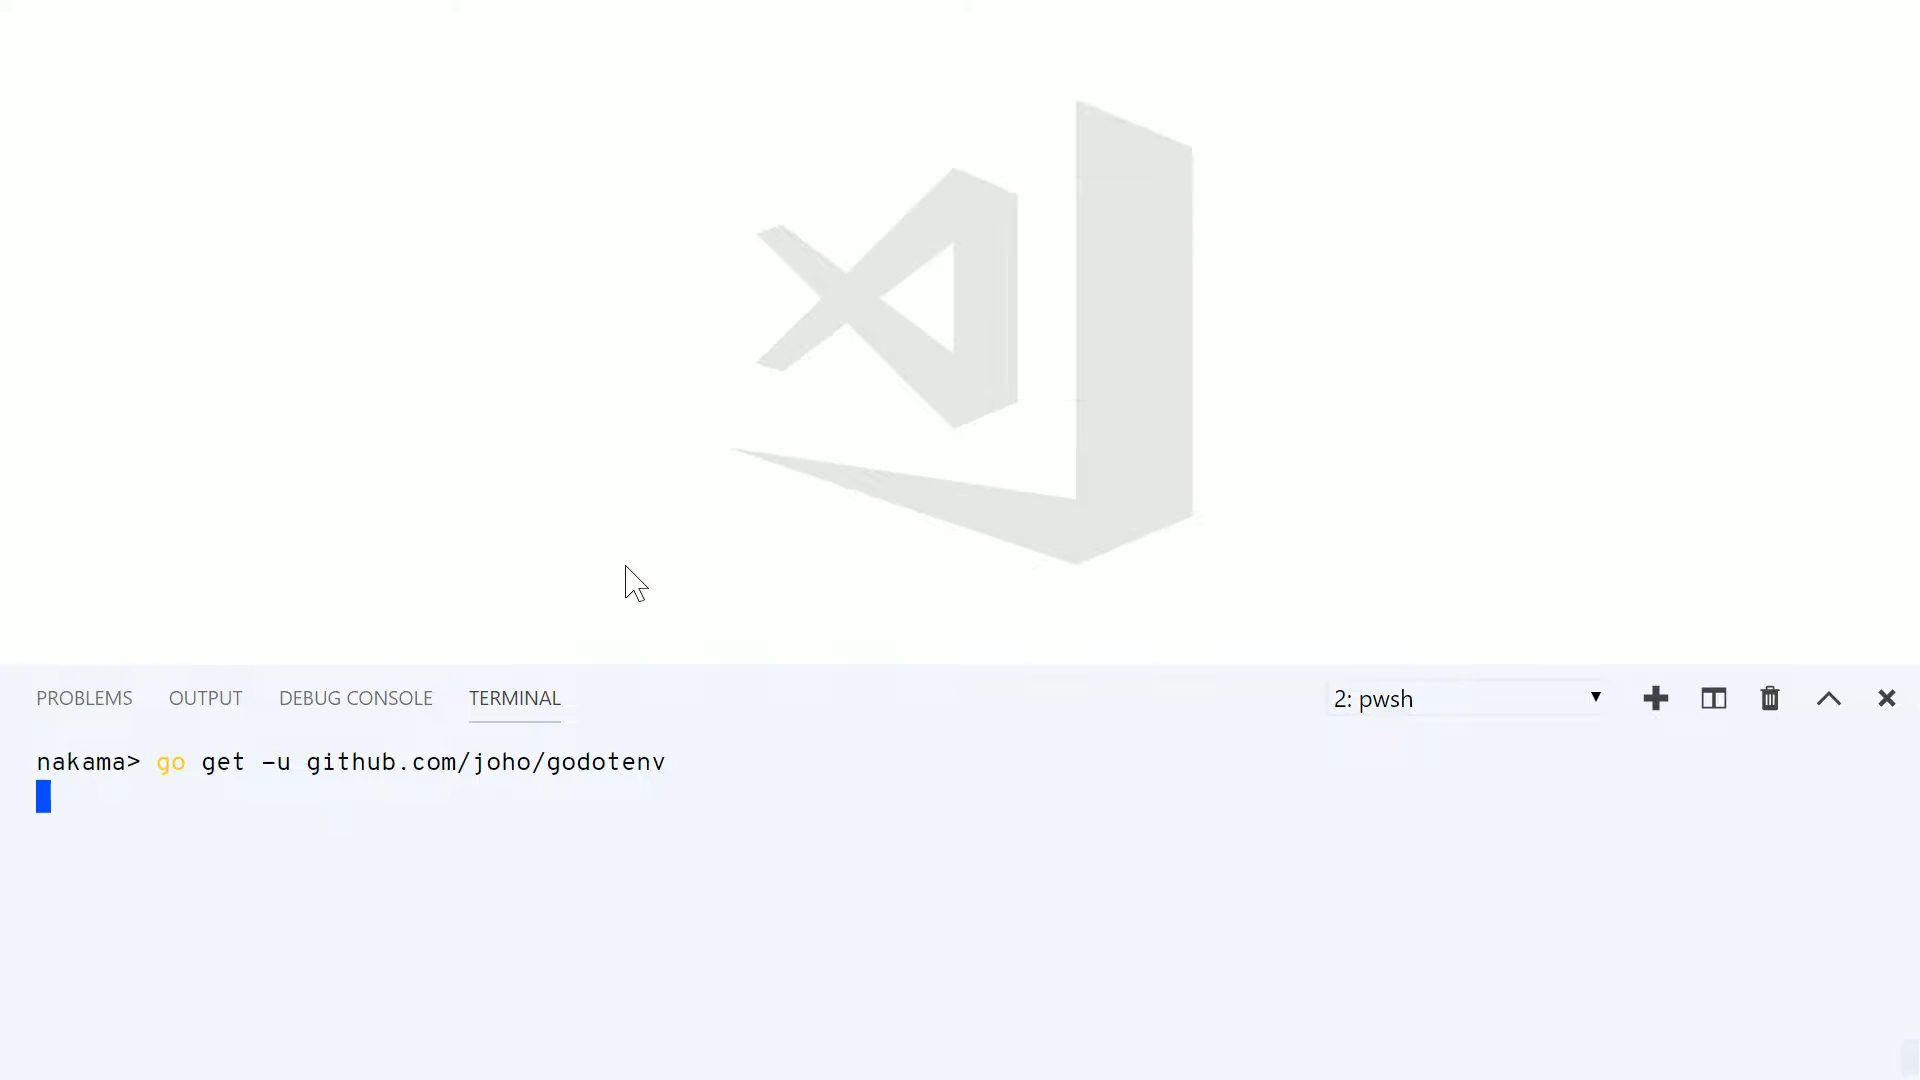 PROBLEMS OUTPUT DEBUG CONSOLE TERMINAL 2: pwsh
nakama> go get -u github.com/joho/godotenv